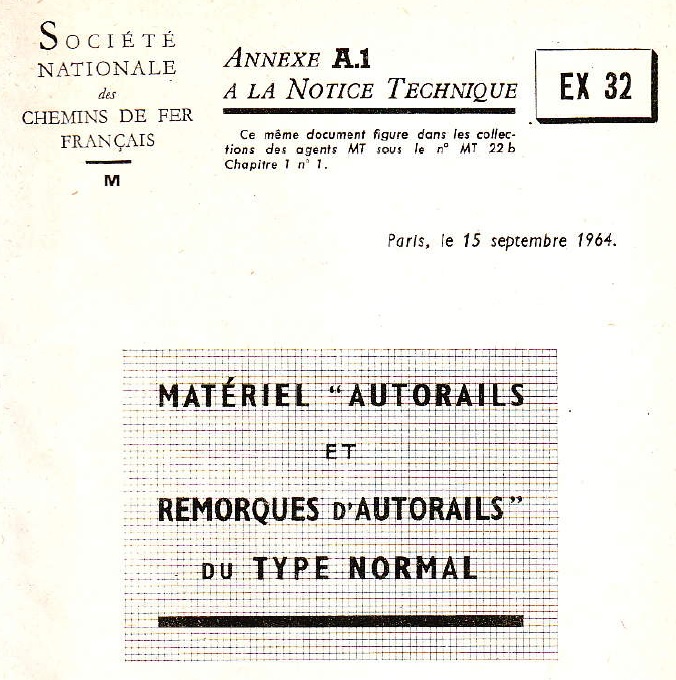 SOCIÉTÉ
NATIONALE
des
CHEMINS DE FER
FRANÇAIS
M
ANNEXE A.1
A LA NOTICE TECHNIQUE
Ce même document figure dans les collec-
tions des agents MT sous le n° MT 22 b
Chapitre 1 n° 1.
EX 32
Paris, le 15 septembre 1964.
MATÉRIEL "AUTORAILS
ET
REMORQUES D'AUTORAILS"
DU TYPE NORMAL